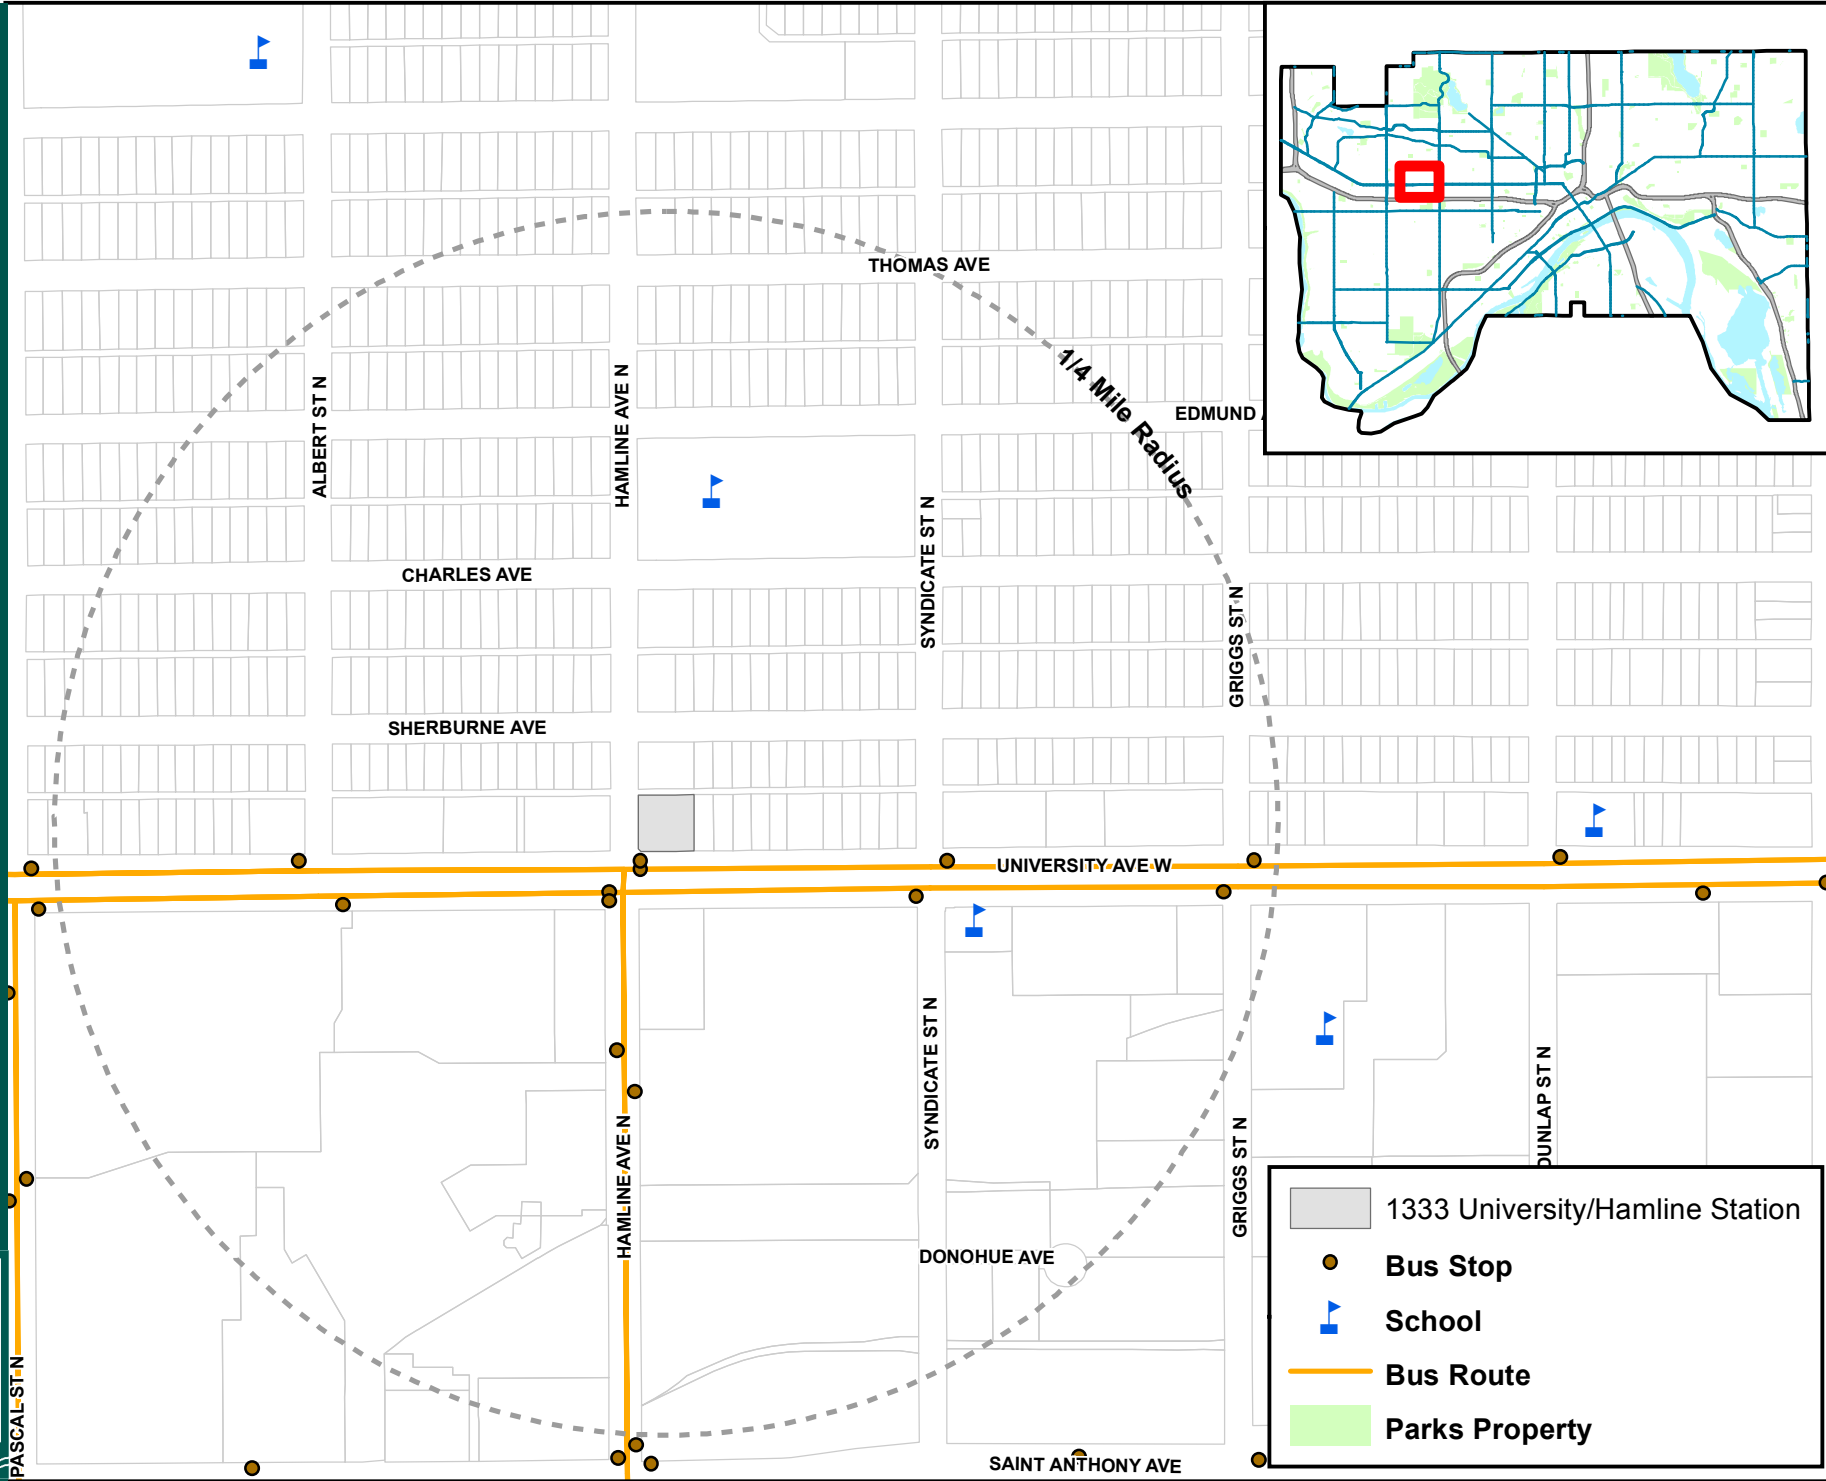 THOMAS AVE
1/4 Mile Radius
ALBERT ST N
HAMLINE AVE N
EDMUND
SYNDICATE ST N
CHARLES AVE
GRIGGS ST N
SHERBURNE AVE
UNIVERSITY AVE W
SYNDICATE ST N
DUNLAP ST N
HAMLINE AVE N
GRIGGS ST N
DONOHUE AVE
PASCAL ST N
SAINT ANTHONY AVE
1333 University/Hamline Station
Bus Stop
School
Bus Route
Parks Property